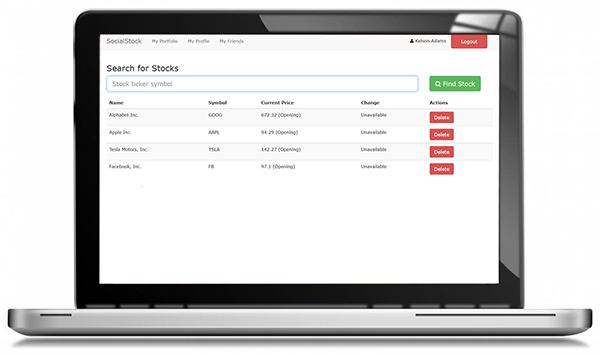 SocialStock My Portfolio My Profile My Friends Kelson Adams Logout
Search for Stocks
Stock ticker symbol Find Stock
Name Symbol Current Price Change Actions
Alphabet Inc. GOOG 672.32 (Opening) Unavailable Delete
Apple Inc. AAPL 94.29 (Opening) Unavailable Delete
Tesla Motors, Inc. TSLA 142.27 (Opening) Unavailable Delete
Facebook, Inc. FB 97.1 (Opening) Unavailable Delete